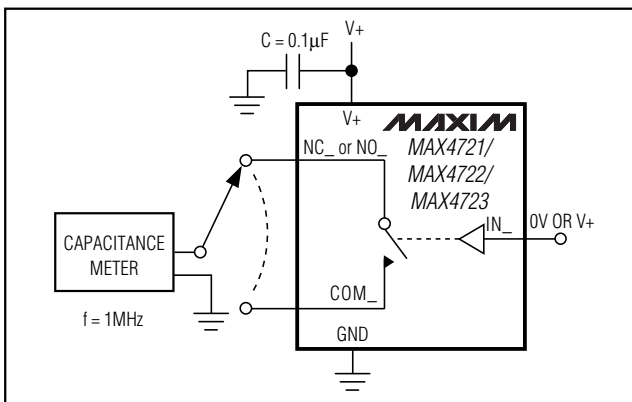 V+
C = 0.1μF
V+
MAXIM
NC_ or NO_
MAX4721/
MAX4722/
MAX4723
IN_
0V OR V+
CAPACITANCE
METER
COM_
f = 1MHz
GND